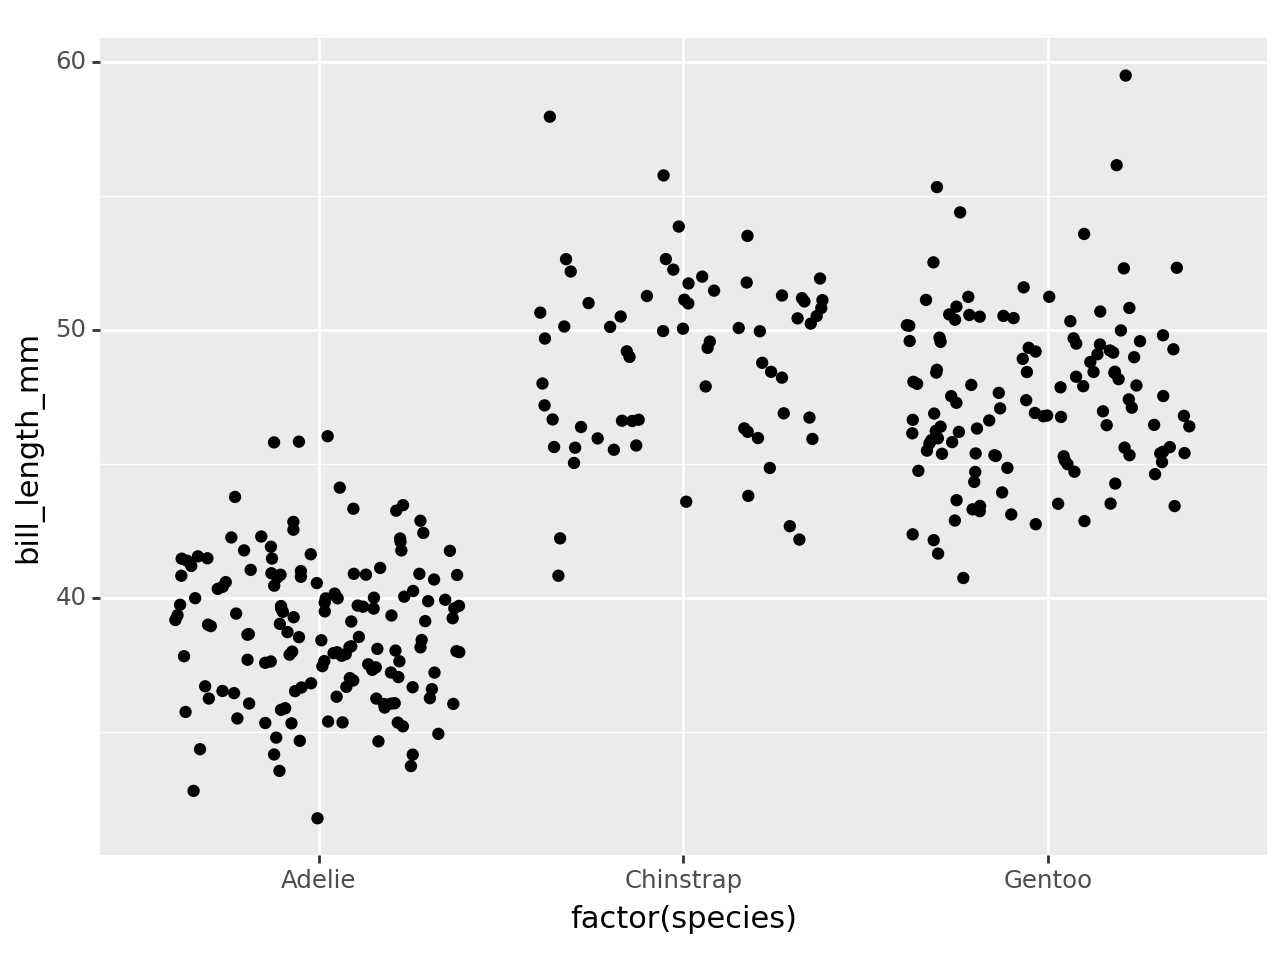 60
50
40
bill_length_mm
Adelie
Chinstrap
Gentoo
factor(species)